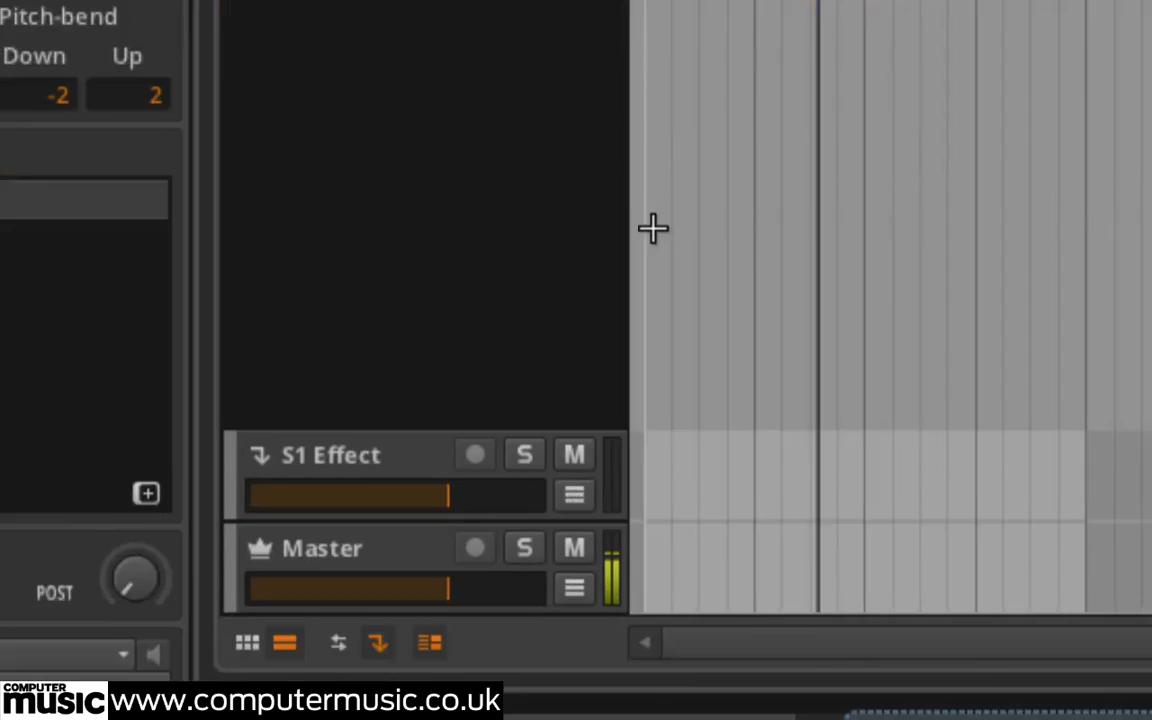 Pitch-bend
Down Up
-2 2
S1 Effect S M
Master S M
POST
COMPUTER
music www.computermusic.co.uk